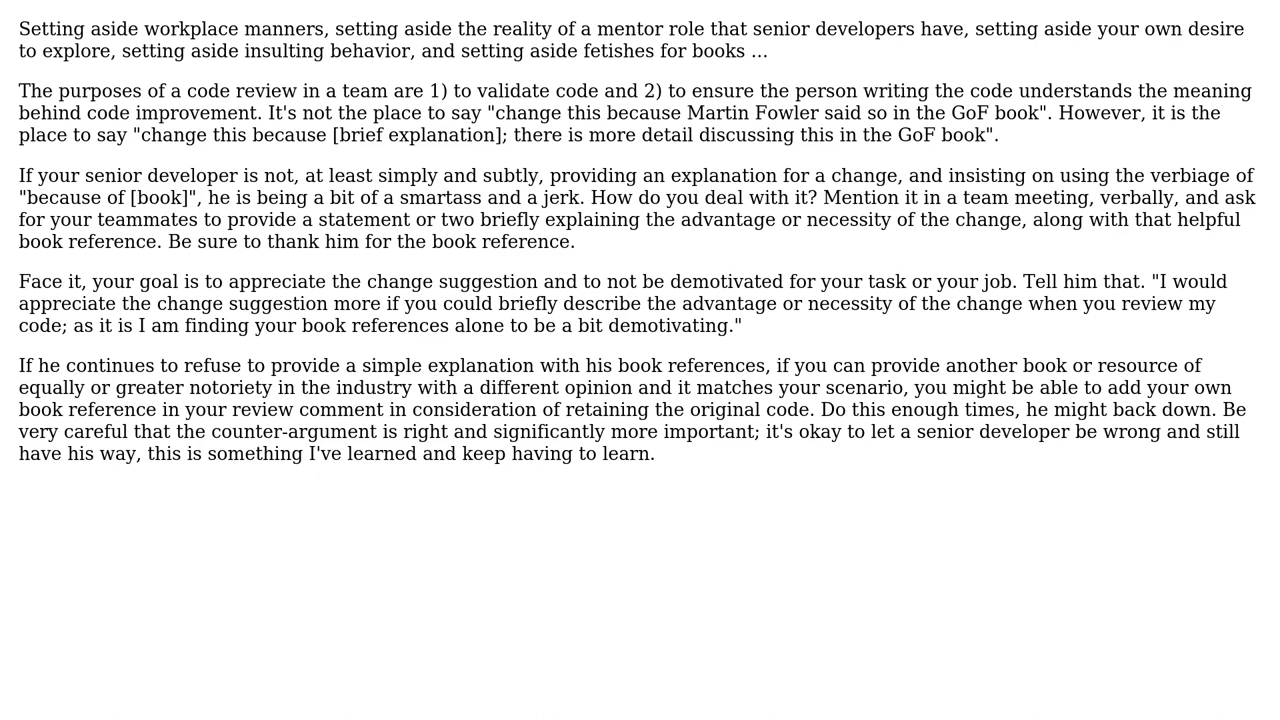 Setting aside workplace manners, setting aside the reality of a mentor role that senior developers have, setting aside your own desire
to explore, setting aside insulting behavior, and setting aside fetishes for books ...
The purposes of a code review in a team are 1) to validate code and 2) to ensure the person writing the code understands the meaning
behind code improvement. It's not the place to say "change this because Martin Fowler said so in the GoF book". However, it is the
place to say "change this because [brief explanation]; there is more detail discussing this in the GoF book".
If your senior developer is not, at least simply and subtly, providing an explanation for a change, and insisting on using the verbiage of
"because of [book]", he is being a bit of a smartass and a jerk. How do you deal with it? Mention it in a team meeting, verbally, and ask
for your teammates to provide a statement or two briefly explaining the advantage or necessity of the change, along with that helpful
book reference. Be sure to thank him for the book reference.
Face it, your goal is to appreciate the change suggestion and to not be demotivated for your task or your job. Tell him that. "I would
appreciate the change suggestion more if you could briefly describe the advantage or necessity of the change when you review my
code; as it is I am finding your book references alone to be a bit demotivating."
If he continues to refuse to provide a simple explanation with his book references, if you can provide another book or resource of
equally or greater notoriety in the industry with a different opinion and it matches your scenario, you might be able to add your own
book reference in your review comment in consideration of retaining the original code. Do this enough times, he might back down. Be
very careful that the counter-argument is right and significantly more important; it's okay to let a senior developer be wrong and still
have his way, this is something I've learned and keep having to learn.